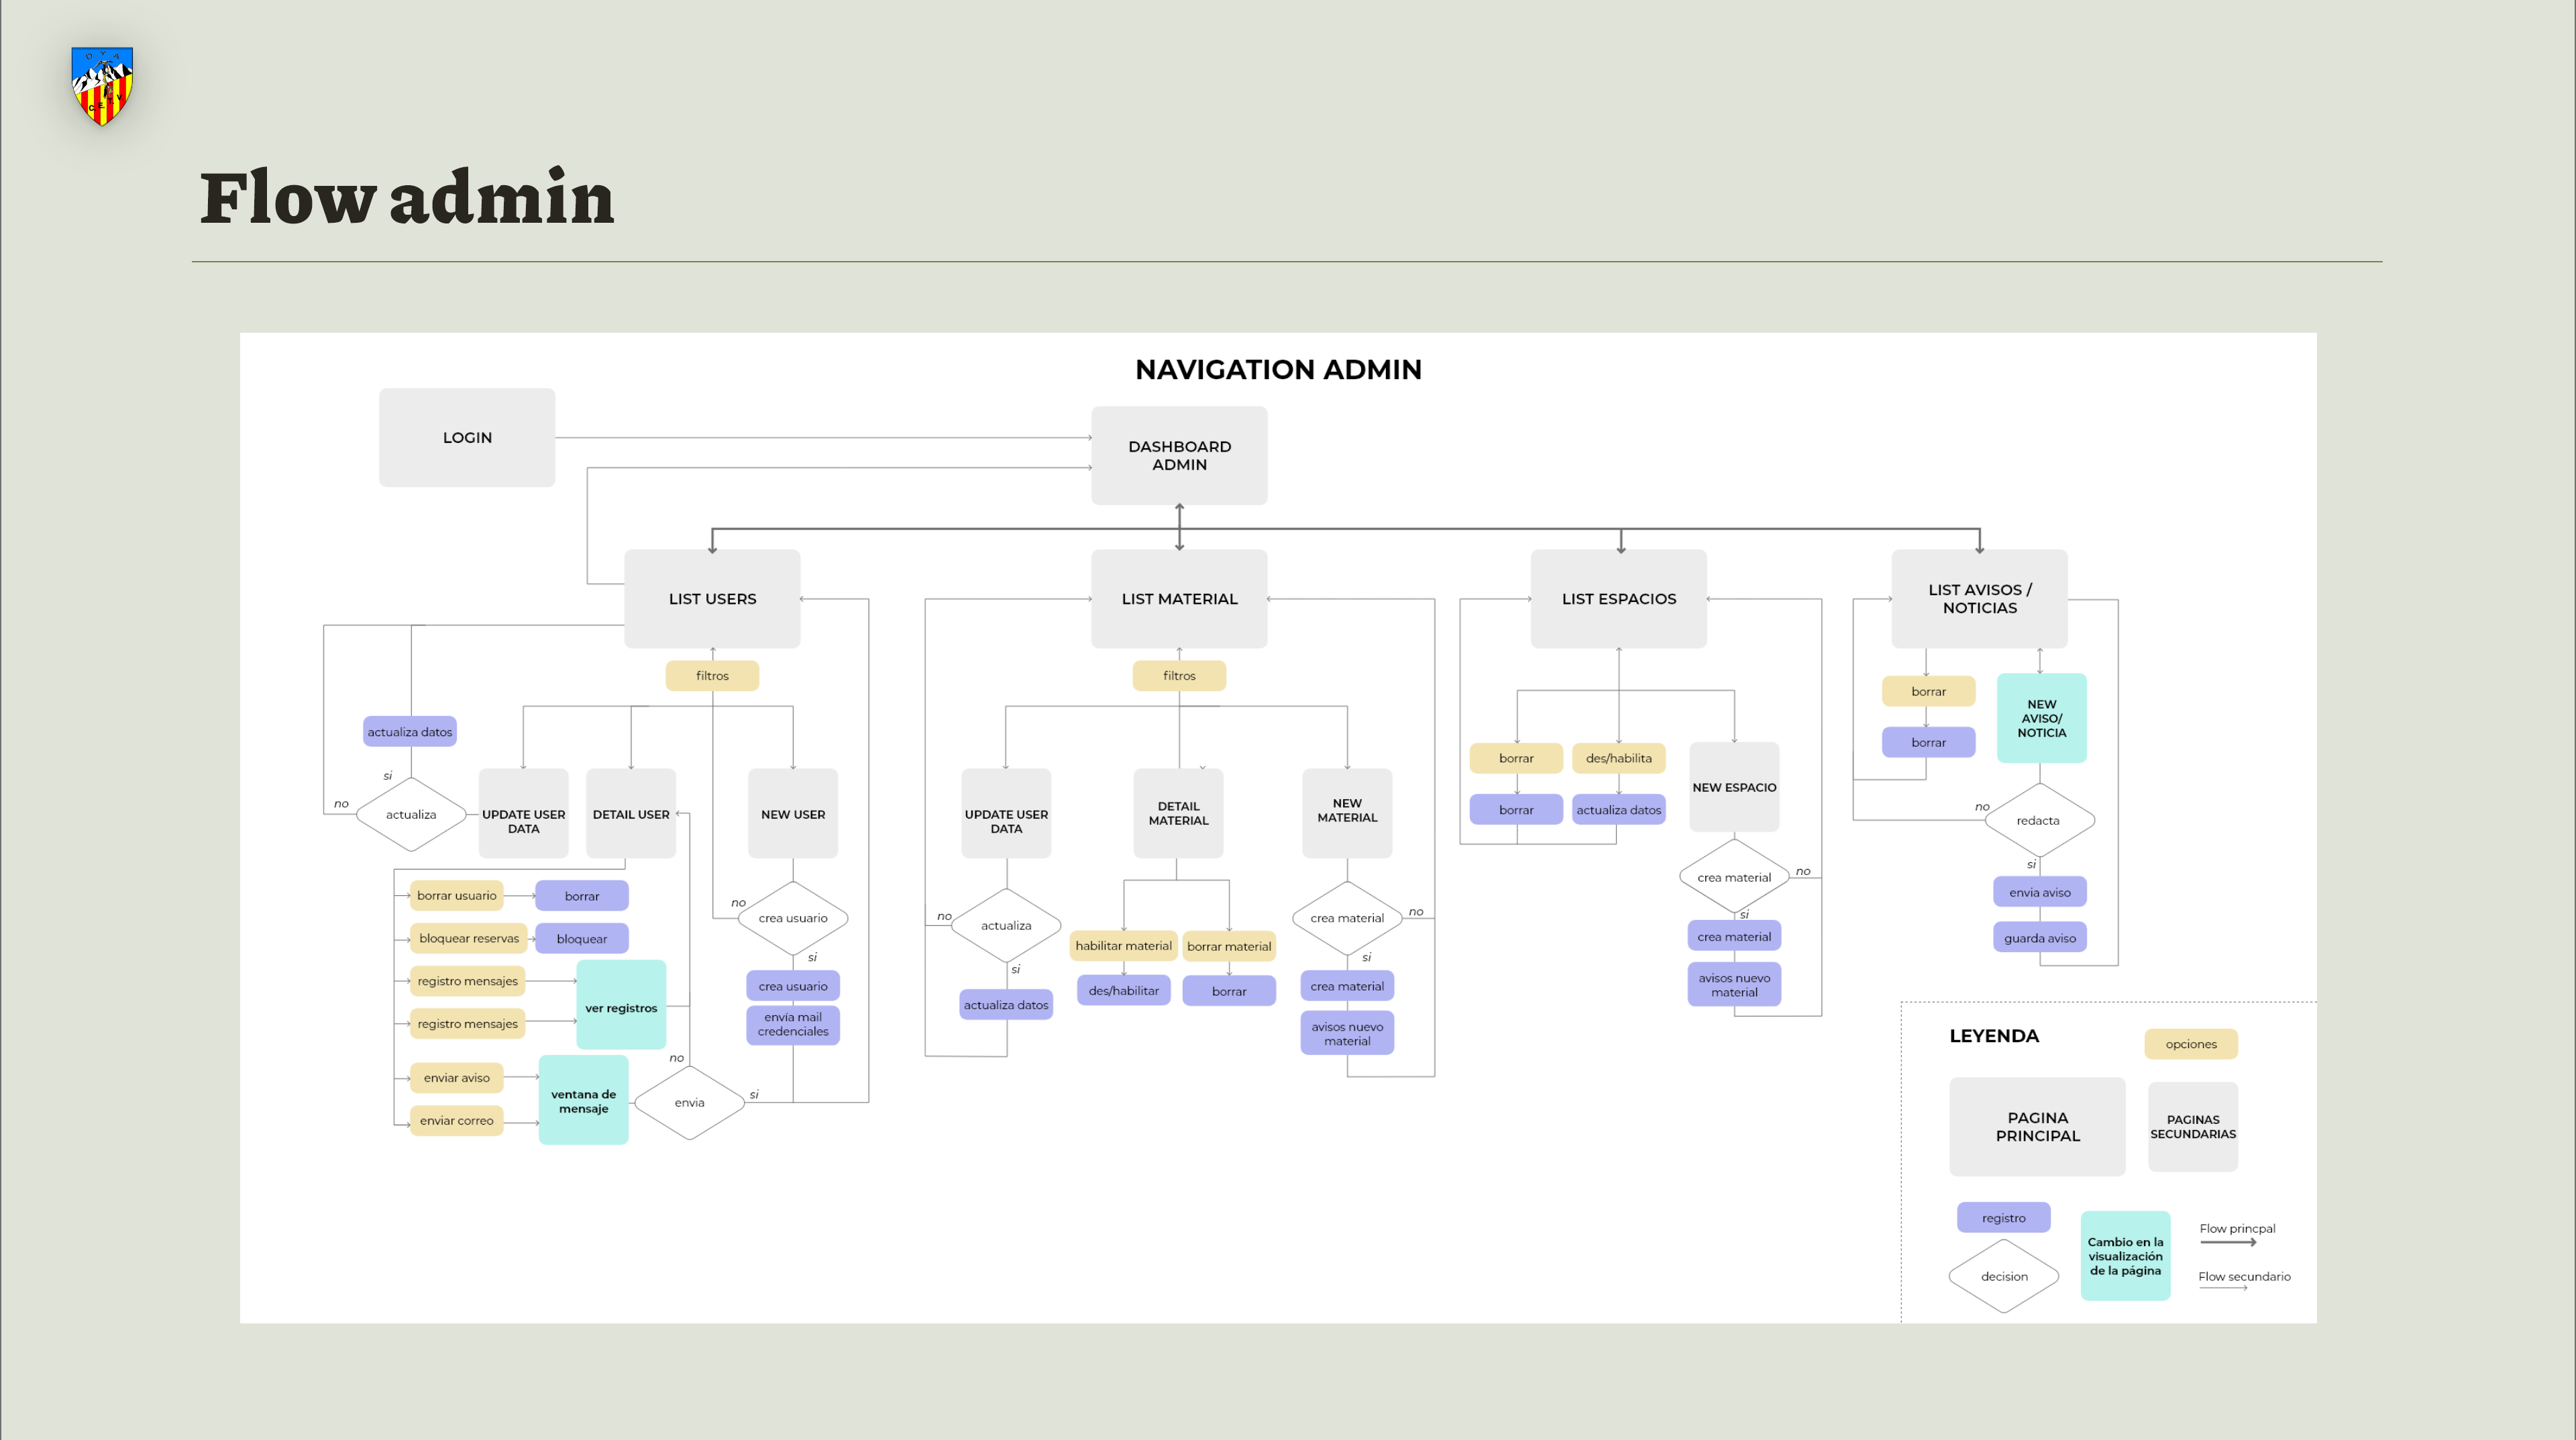 U Y A
C. E. T. V.
Flow admin
NAVIGATION ADMIN
LOGIN
DASHBOARD
ADMIN
LIST USERS
LIST MATERIAL
LIST ESPACIOS
LIST AVISOS /
NOTICIAS
filtros
filtros
actualiza datos
si
no
actualiza
UPDATE USER
DATA
DETAIL USER
NEW USER
borrar usuario
borrar
bloquear reservas
bloquear
registro mensajes
registro mensajes
ver registros
enviar aviso
enviar correo
ventana de
mensaje
no
envia
si
no
crea usuario
si
crea usuario
envía mail
credenciales
UPDATE USER
DATA
DETAIL
MATERIAL
NEW
MATERIAL
no
actualiza
si
actualiza datos
habilitar material
borrar material
des/habilitar
borrar
crea material
no
si
crea material
avisos nuevo
material
borrar
des/habilita
borrar
actualiza datos
NEW ESPACIO
crea material
no
si
crea material
avisos nuevo
material
borrar
borrar
NEW
AVISO/
NOTICIA
no
redacta
si
envia aviso
guarda aviso
LEYENDA
opciones
PAGINA
PRINCIPAL
PAGINAS
SECUNDARIAS
registro
decision
Cambio en la
visualización
de la página
Flow princpal
Flow secundario